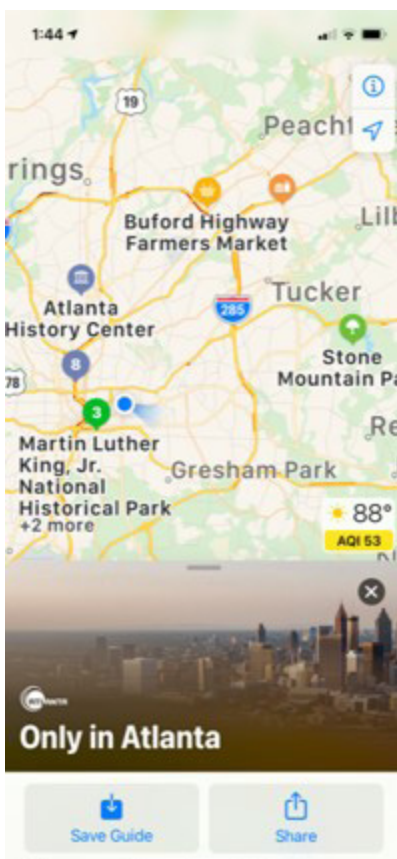 1:44
19
Peacht
rings
Buford Highway
Farmers Market
Lil
Tucker
285
Atlanta
History Center
Stone
Mountain Pa
8
78
3
Martin Luther
King, Jr.
National
Historical Park
+2 more
Re
Gresham Park
88°
AQI 53
Only in Atlanta
Save Guide
Share